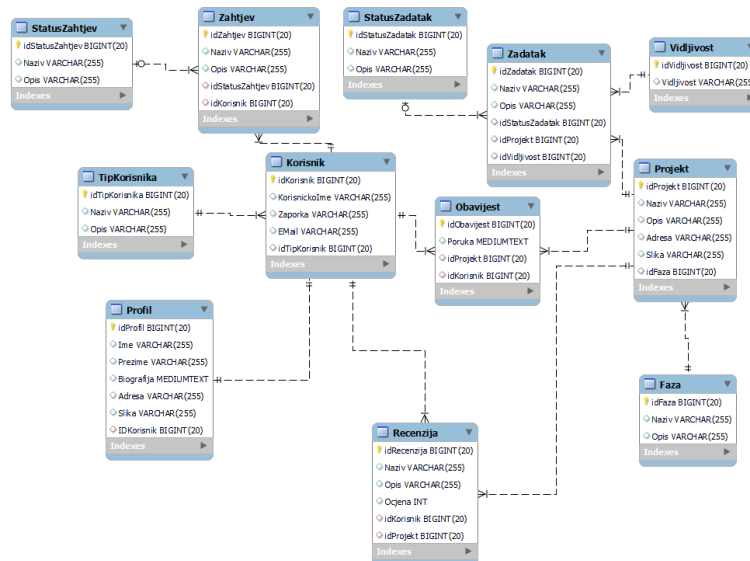 StatusZahtjev
idStatusZahtjev BIGINT(20)
Naziv VARCHAR(255)
Opis VARCHAR(255)
Indexes
Zahtjev
idZahtjev BIGINT(20)
Naziv VARCHAR(255)
Opis VARCHAR(255)
idStatusZahtjev BIGINT(20)
idKorisnik BIGINT(20)
Indexes
StatusZadatak
idStatusZadatak BIGINT(20)
Naziv VARCHAR(255)
Opis VARCHAR(255)
Indexes
Zadatak
idZadatak BIGINT(20)
Naziv VARCHAR(255)
Opis VARCHAR(255)
idStatusZadatak BIGINT(20)
idProjekt BIGINT(20)
idVidljivost BIGINT(20)
Indexes
Vidljivost
idVidljivost BIGINT(20)
Vidljivost VARCHAR(255)
Indexes
TipKorisnika
idTipKorisnika BIGINT(20)
Naziv VARCHAR(255)
Opis VARCHAR(255)
Indexes
Korisnik
idKorisnik BIGINT(20)
KorisnickoIme VARCHAR(255)
Zaporka VARCHAR(255)
EMail VARCHAR(255)
idTipKorisnik BIGINT(20)
Indexes
Obavijest
idObavijest BIGINT(20)
Poruka MEDIUMTEXT
idProjekt BIGINT(20)
idKorisnik BIGINT(20)
Indexes
Projekt
idProjekt BIGINT(20)
Naziv VARCHAR(255)
Opis VARCHAR(255)
Adresa VARCHAR(255)
Slika VARCHAR(255)
idFaza BIGINT(20)
Indexes
Profil
idProfil BIGINT(20)
Ime VARCHAR(255)
Prezime VARCHAR(255)
Biografija MEDIUMTEXT
Adresa VARCHAR(255)
Slika VARCHAR(255)
IDKorisnik BIGINT(20)
Indexes
Recenzija
idRecenzija BIGINT(20)
Naziv VARCHAR(255)
Opis VARCHAR(255)
Ocjena INT
idKorisnik BIGINT(20)
idProjekt BIGINT(20)
Indexes
Faza
idFaza BIGINT(20)
Naziv VARCHAR(255)
Opis VARCHAR(255)
Indexes